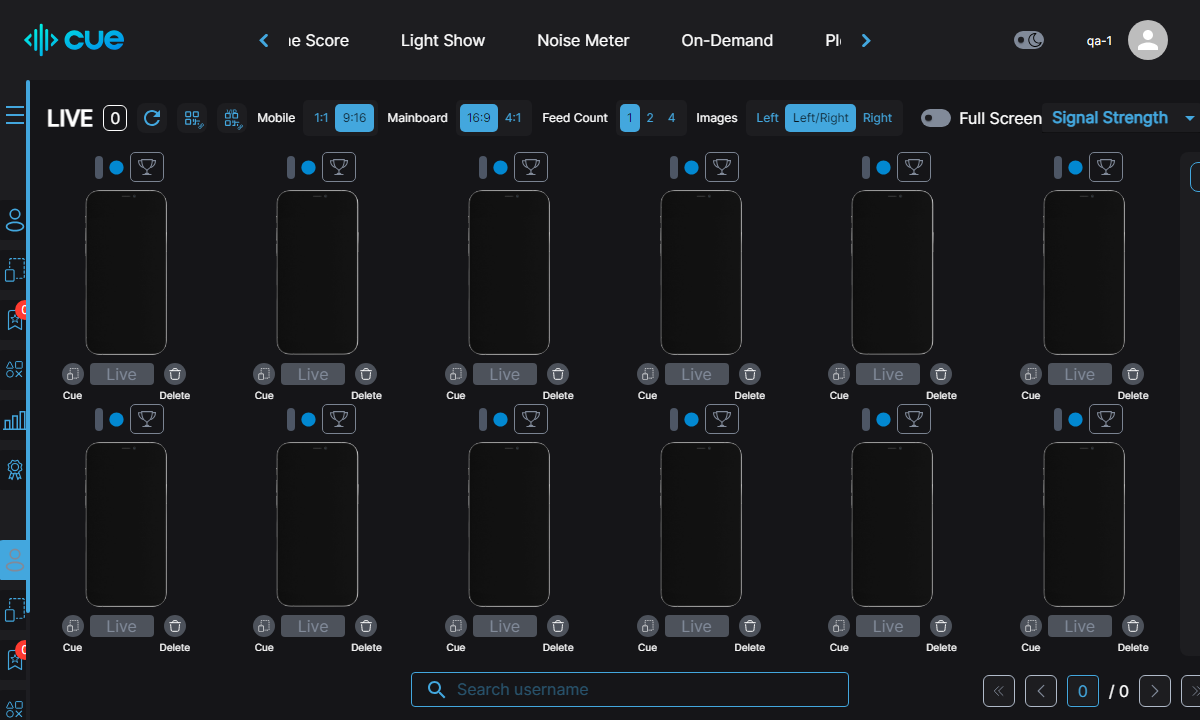 cue
e Score Light Show Noise Meter On-Demand Pl
qa-1
LIVE 0 Mobile 1:1 9:16 Mainboard 16:9 4:1 Feed Count 1 2 4 Images Left Left/Right Right Full Screen Signal Strength
Live Live Live Live Live Live
Cue Delete Cue Delete Cue Delete Cue Delete Cue Delete Cue Delete
Live Live Live Live Live Live
Cue Delete Cue Delete Cue Delete Cue Delete Cue Delete Cue Delete
Search username
0 / 0